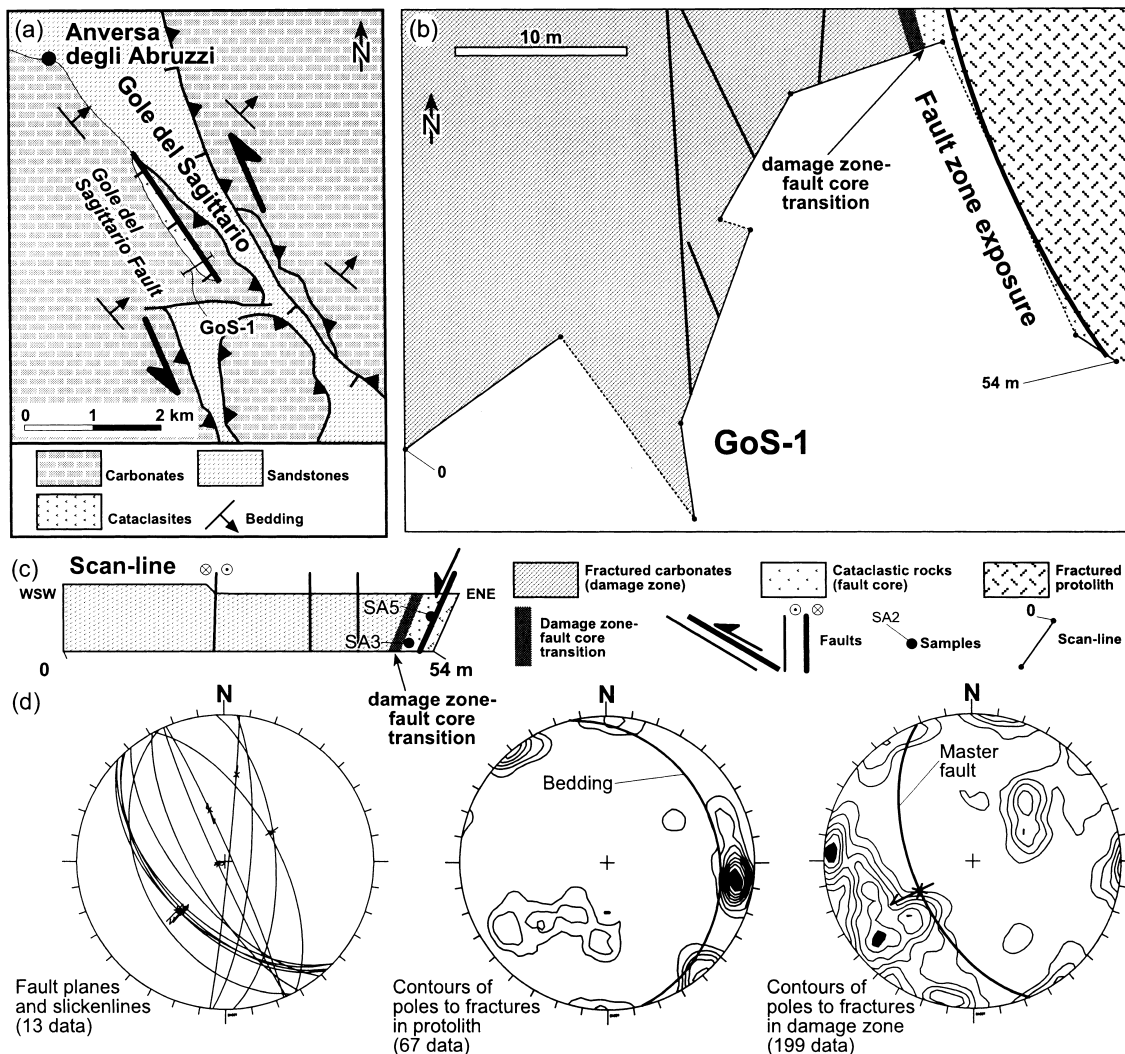 (a)
Anversa
degli Abruzzi
N
Gole del Sagittario
Gole del
Sagittario Fault
GoS-1
0 1 2 km
Carbonates
Sandstones
Cataclasites
Bedding
(b)
10 m
N
damage zone-
fault core
transition
Fault zone exposure
54 m
0
GoS-1
(c)
Scan-line
WSW
ENE
SA5
SA3
0
54 m
damage zone-
fault core
transition
Fractured carbonates
(damage zone)
Cataclastic rocks
(fault core)
Fractured
protolith
Damage zone-
fault core
transition
Faults
SA2
Samples
0
Scan-line
(d)
N
Fault planes
and slickenlines
(13 data)
N
Bedding
Contours of
poles to fractures
in protolith
(67 data)
N
Master
fault
Contours of
poles to fractures
in damage zone
(199 data)